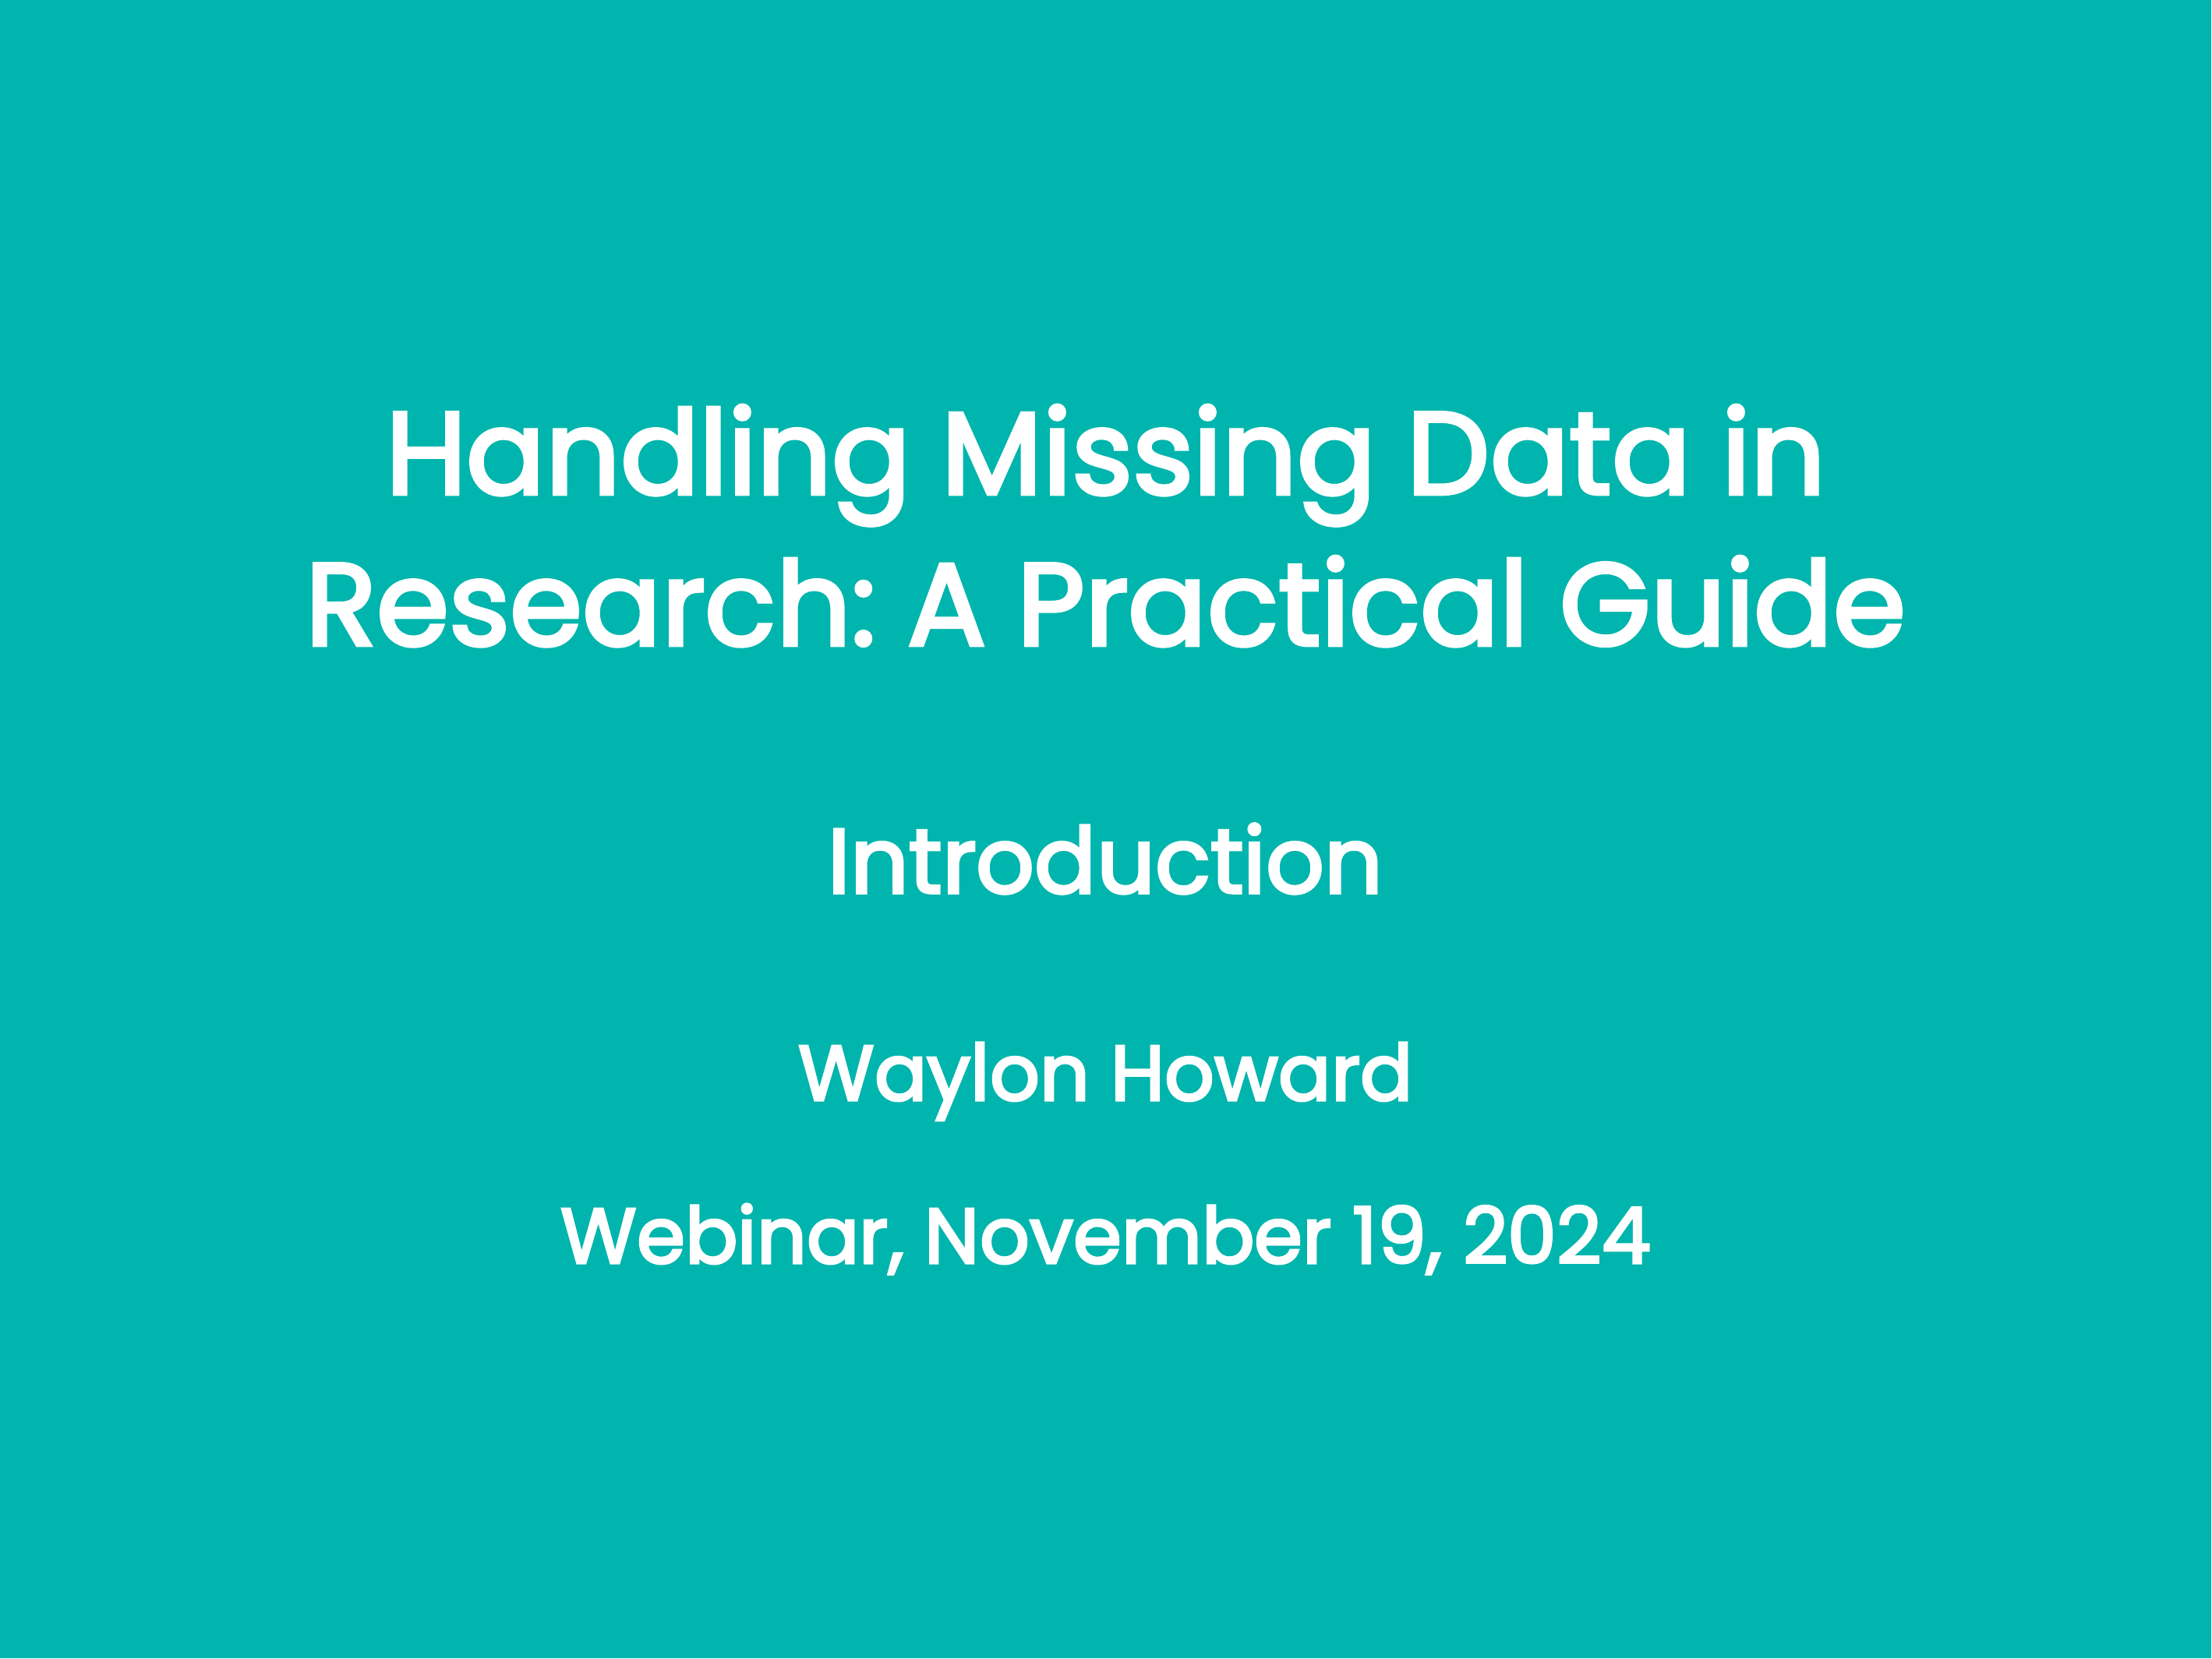 Handling Missing Data in
Research: A Practical Guide
Introduction
Waylon Howard
Webinar, November 19, 2024